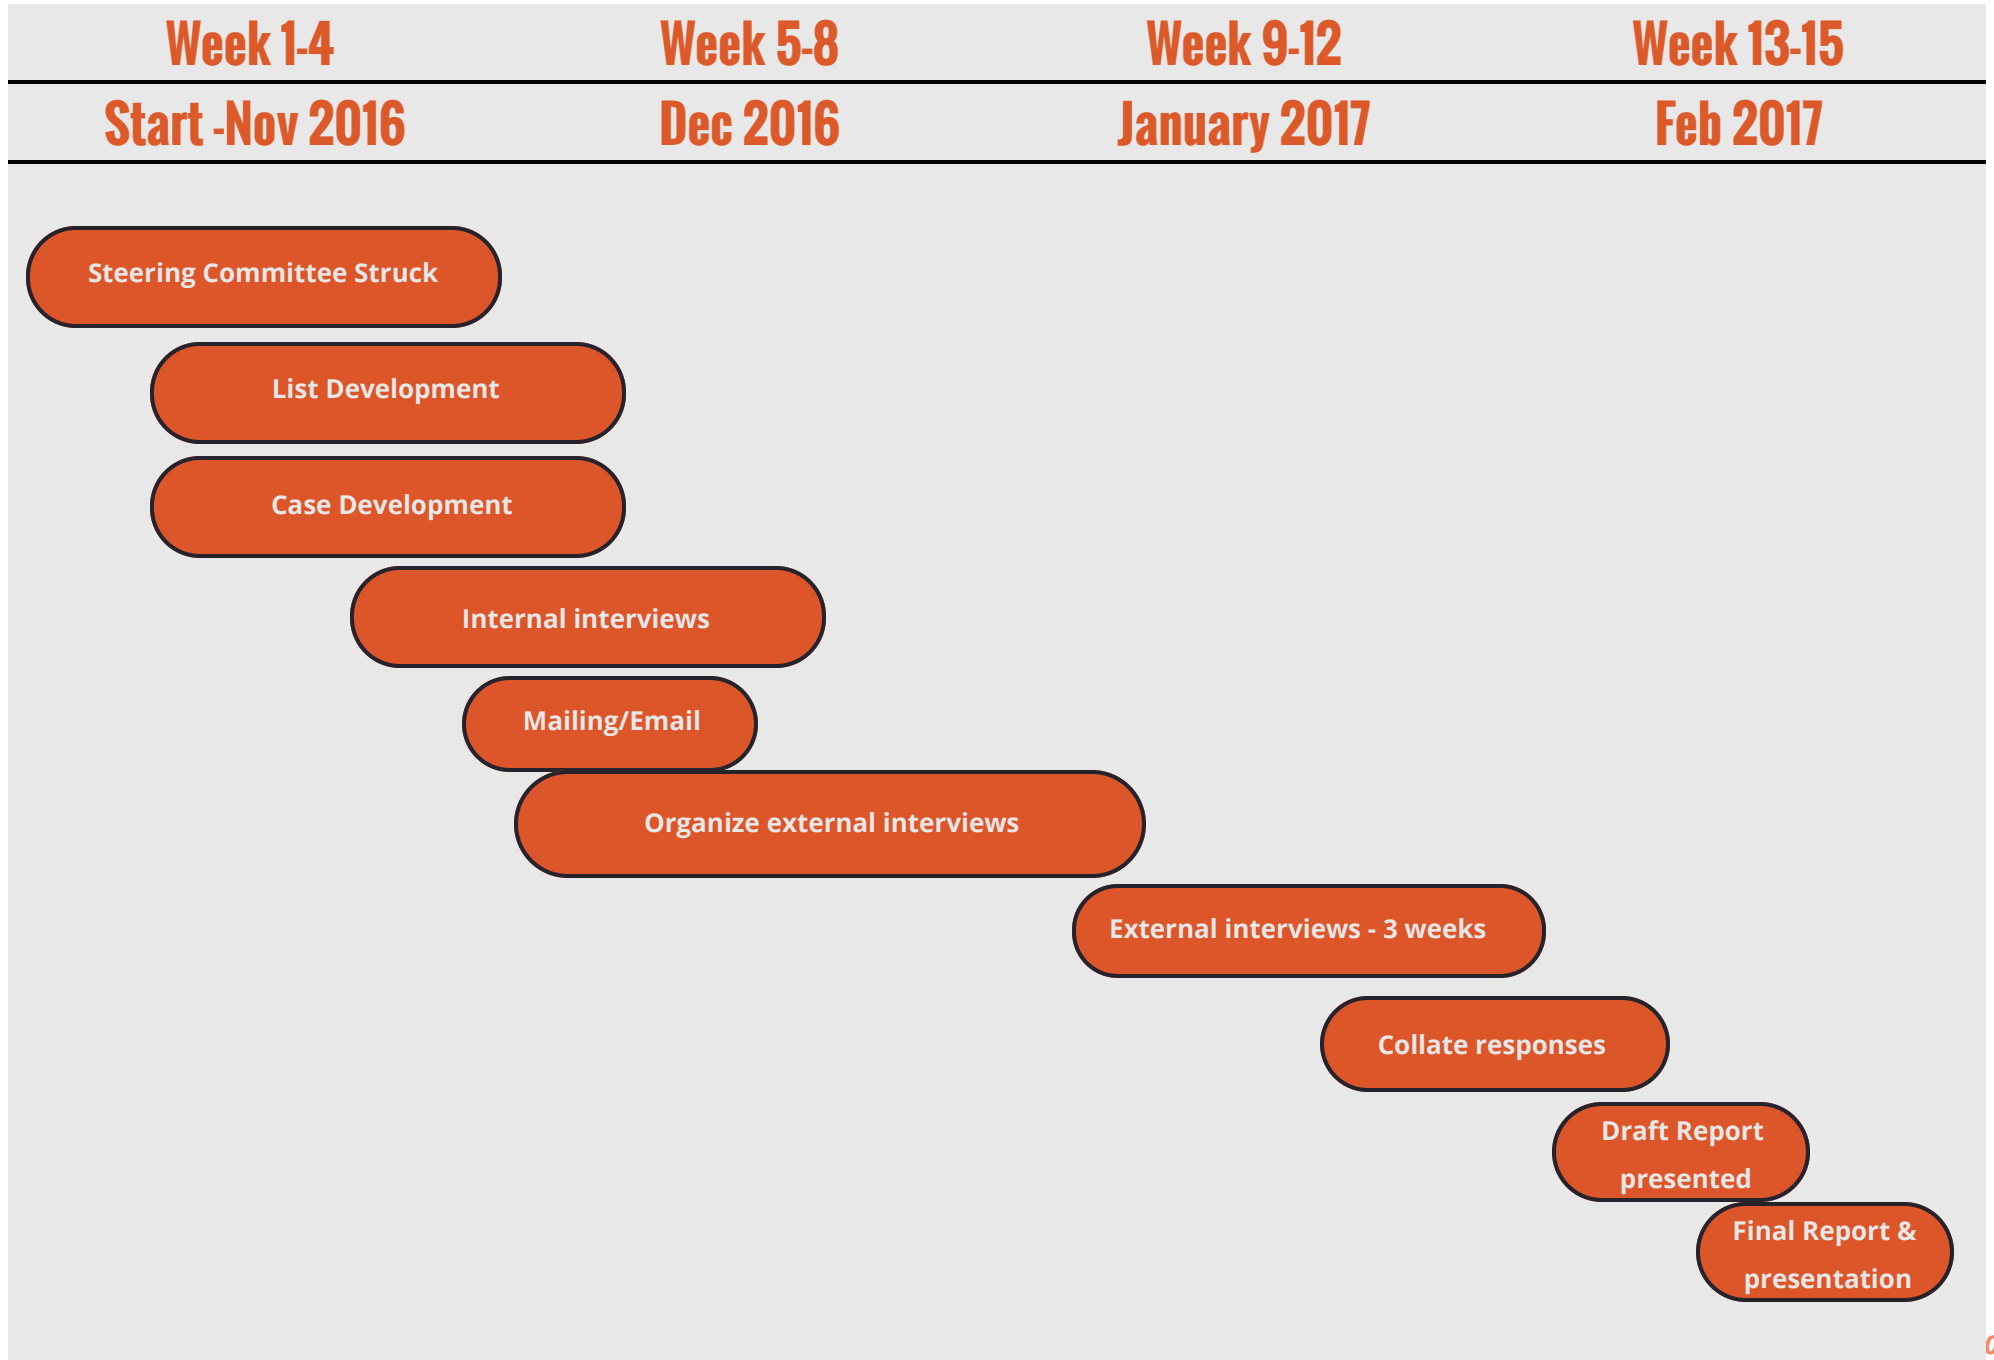 Week 1-4 Week 5-8 Week 9-12 Week 13-15
Start -Nov 2016 Dec 2016 January 2017 Feb 2017
Steering Committee Struck
List Development
Case Development
Internal interviews
Mailing/Email
Organize external interviews
External interviews - 3 weeks
Collate responses
Draft Report
presented
Final Report &
presentation